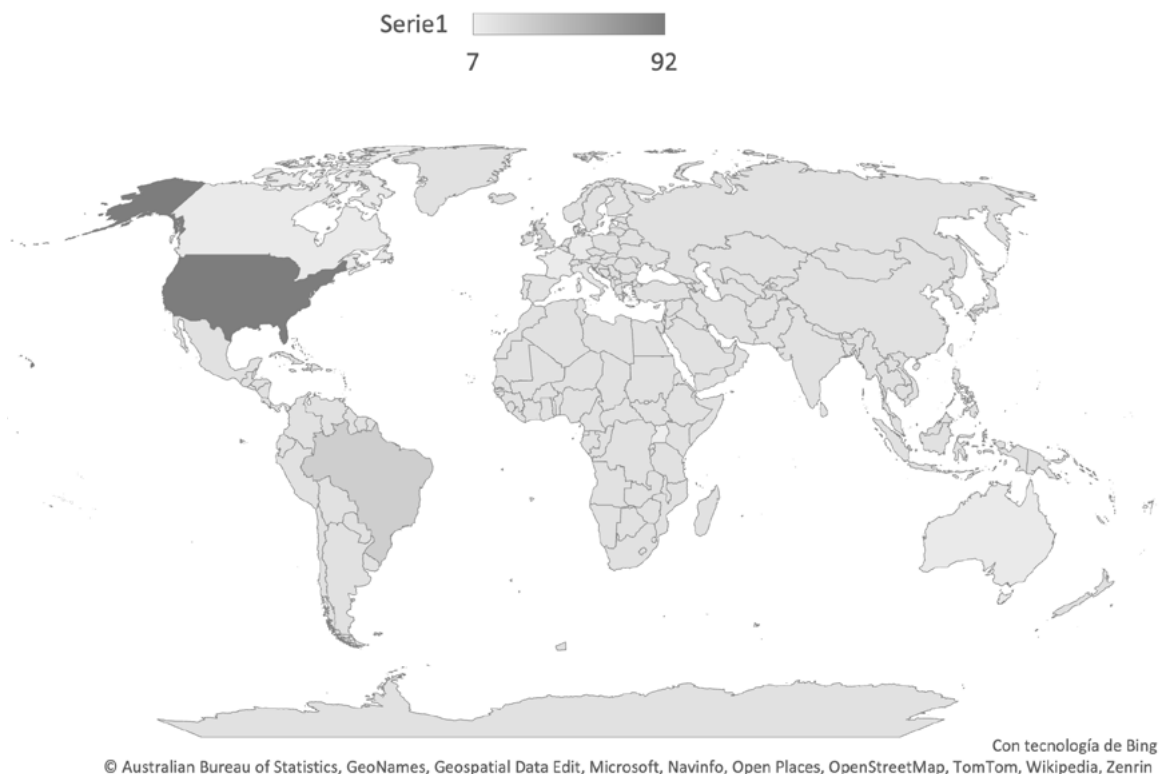 Serie1
7 92
Con tecnología de Bing
© Australian Bureau of Statistics, GeoNames, Geospatial Data Edit, Microsoft, Navinfo, Open Places, OpenStreetMap, TomTom, Wikipedia, Zenrin